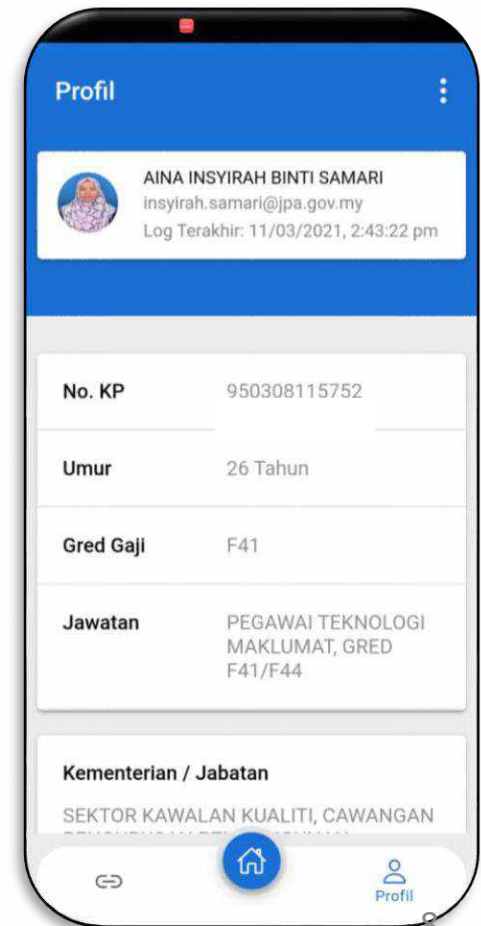 Profil
AINA INSYIRAH BINTI SAMARI
insyirah.samari@jpa.gov.my
Log Terakhir: 11/03/2021, 2:43:22 pm
No. KP 950308115752
Umur 26 Tahun
Gred Gaji F41
Jawatan PEGAWAI TEKNOLOGI
MAKLUMAT, GRED
F41/F44
Kementerian / Jabatan
SEKTOR KAWALAN KUALITI, CAWANGAN
Profil